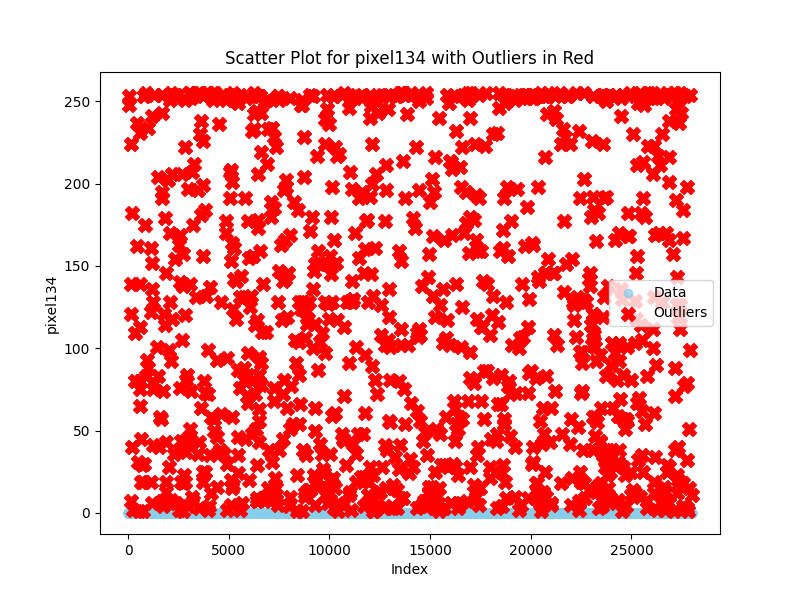 Scatter Plot for pixel134 with Outliers in Red
250
200
150
100
50
0
pixel134
Data
Outliers
0 5000 10000 15000 20000 25000
Index